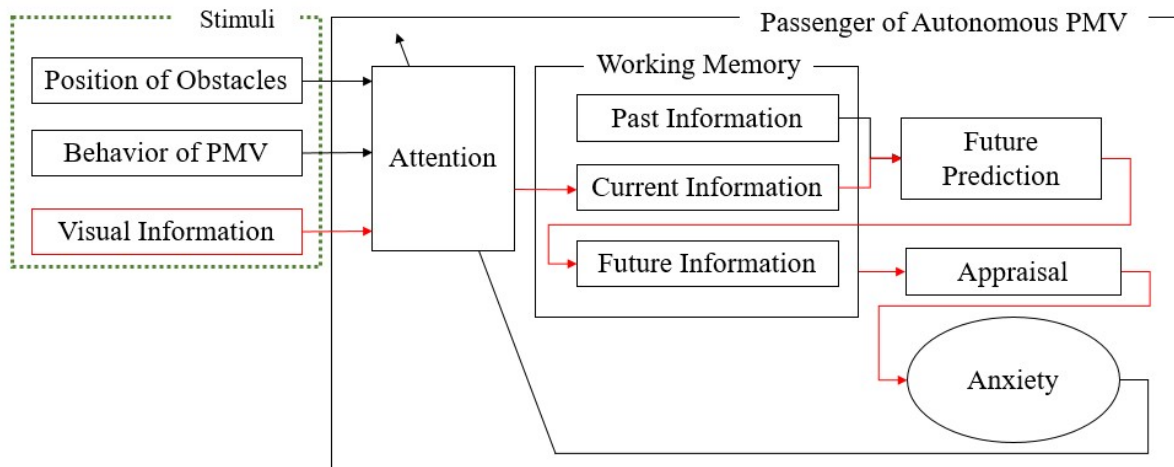 Stimuli
Passenger of Autonomous PMV
Position of Obstacles
Behavior of PMV
Visual Information
Attention
Working Memory
Past Information
Current Information
Future Information
Future
Prediction
Appraisal
Anxiety